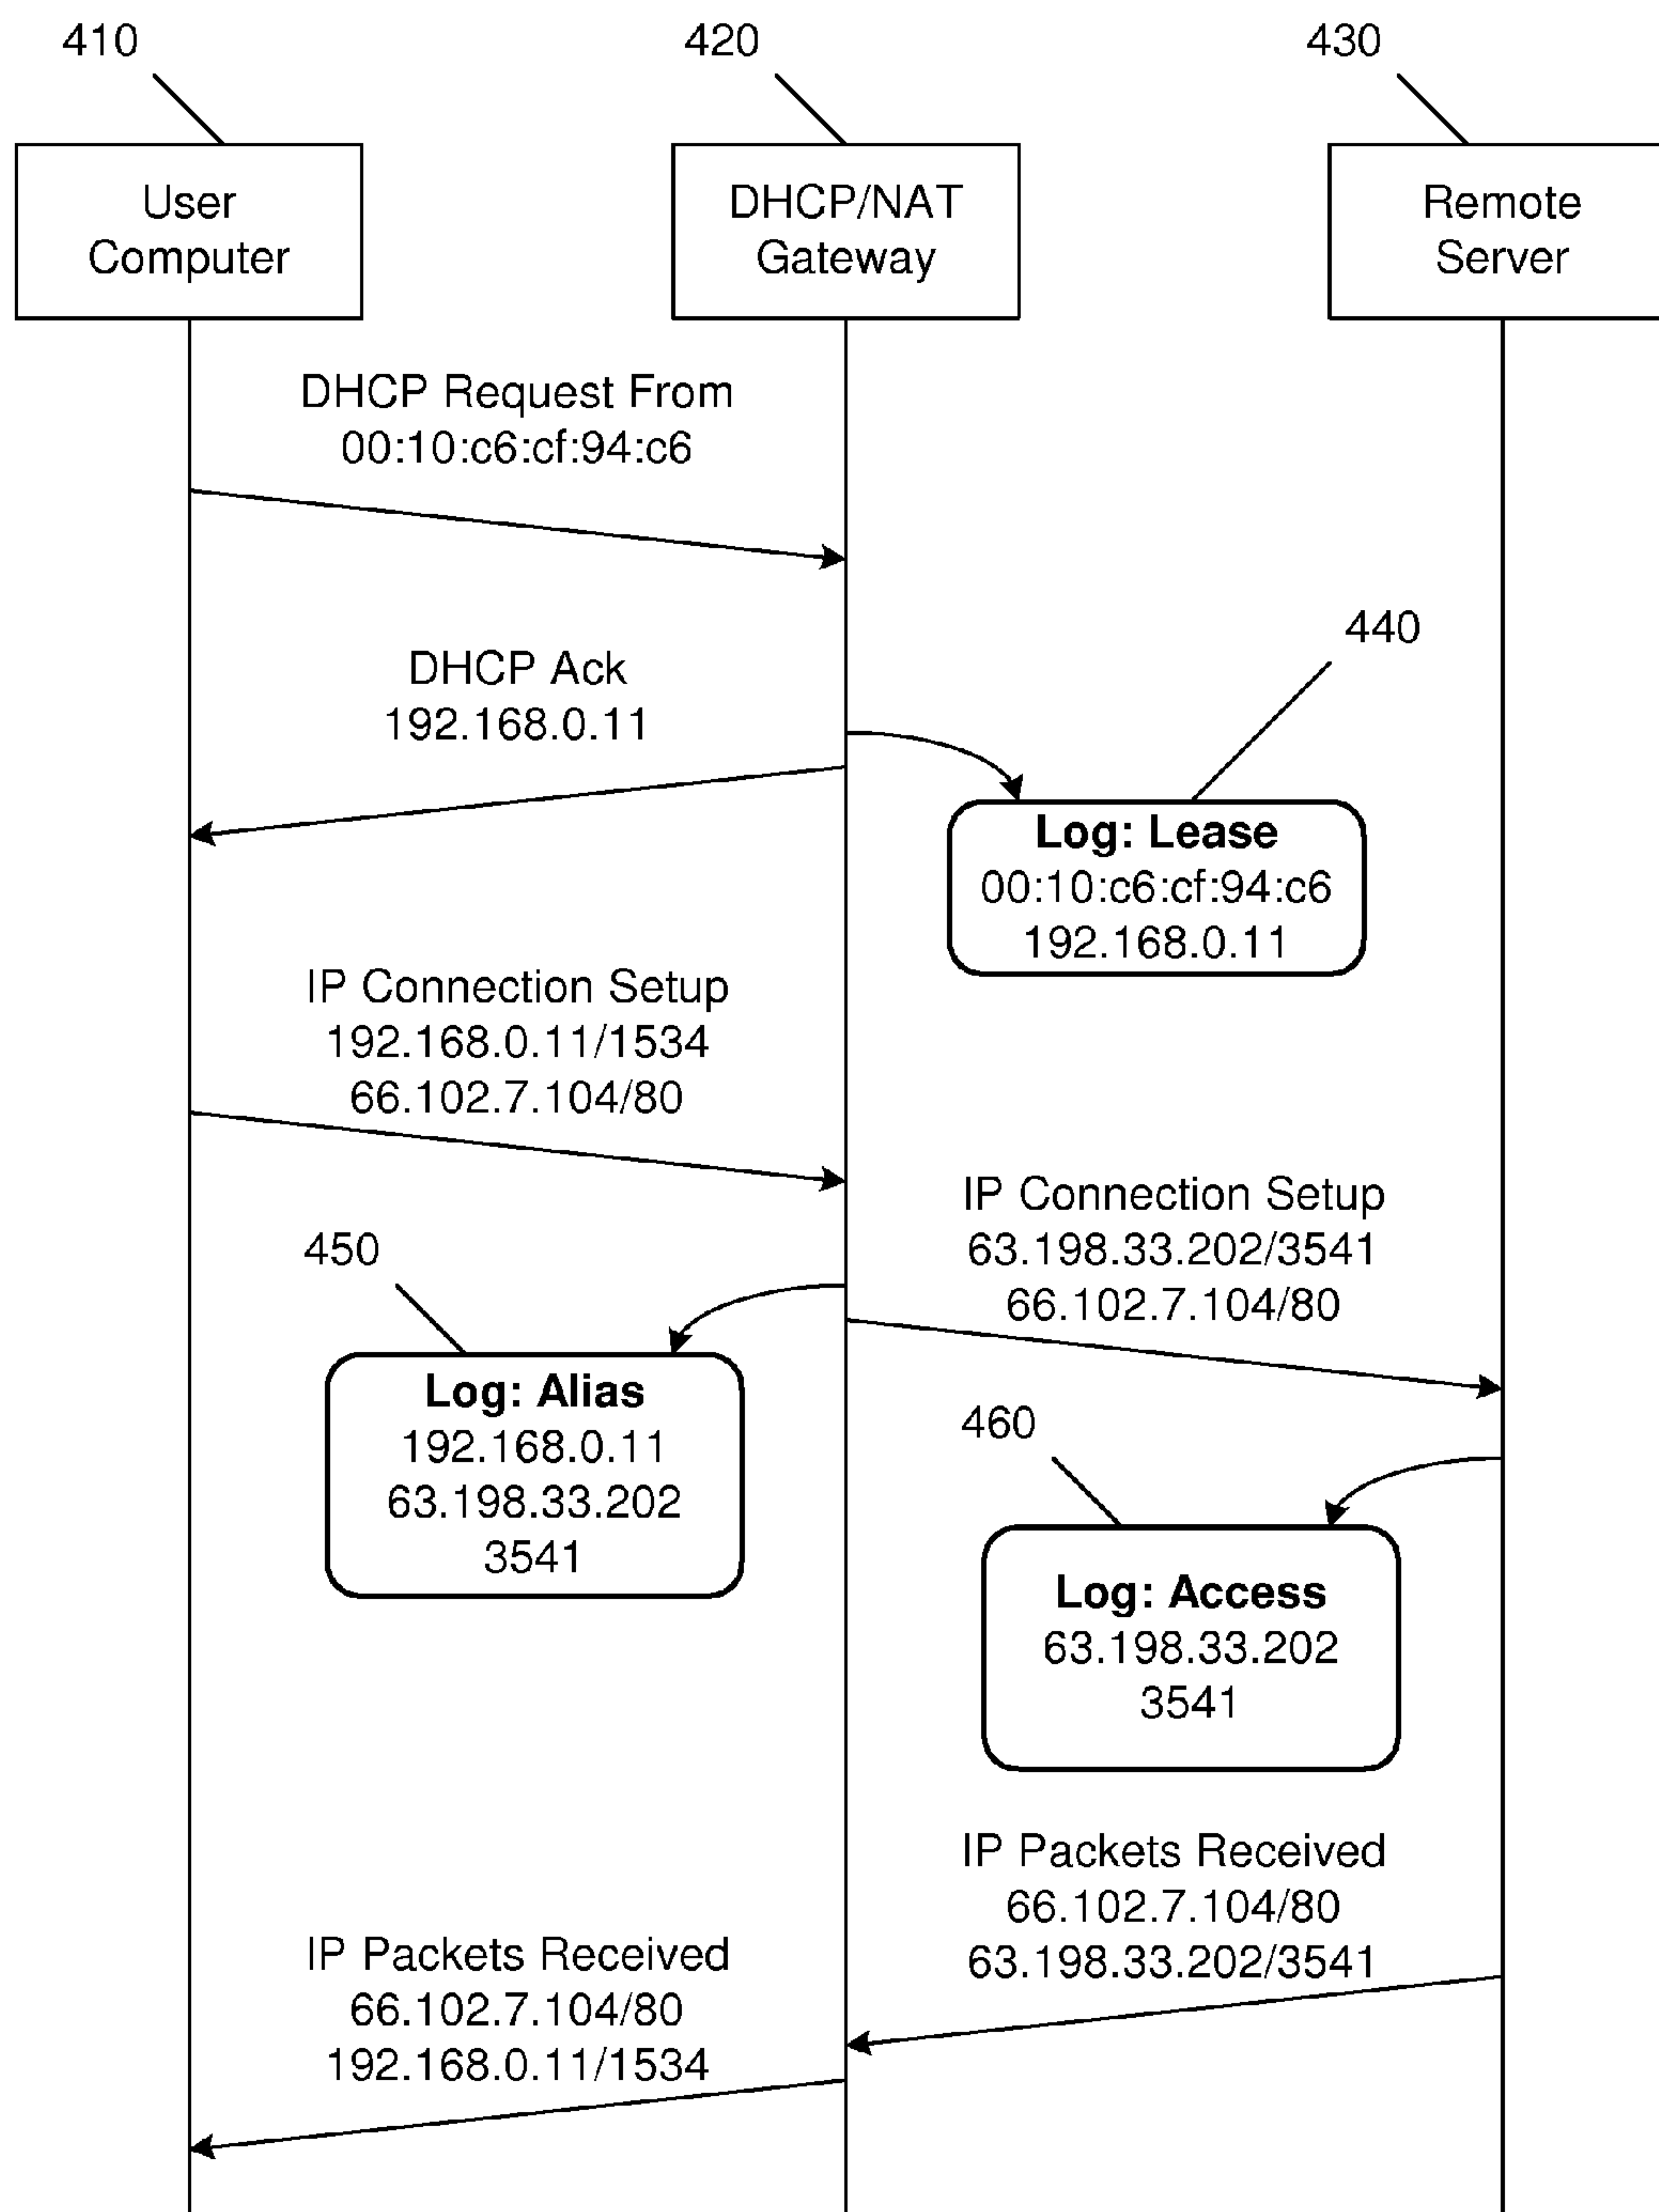 410
420
430
User
Computer
DHCP/NAT
Gateway
Remote
Server
DHCP Request From
00:10:c6:cf:94:c6
440
DHCP Ack
192.168.0.11
Log: Lease
00:10:c6:cf:94:c6
192.168.0.11
IP Connection Setup
192.168.0.11/1534
66.102.7.104/80
IP Connection Setup
63.198.33.202/3541
66.102.7.104/80
450
Log: Alias
192.168.0.11
63.198.33.202
3541
460
Log: Access
63.198.33.202
3541
IP Packets Received
66.102.7.104/80
63.198.33.202/3541
IP Packets Received
66.102.7.104/80
192.168.0.11/1534